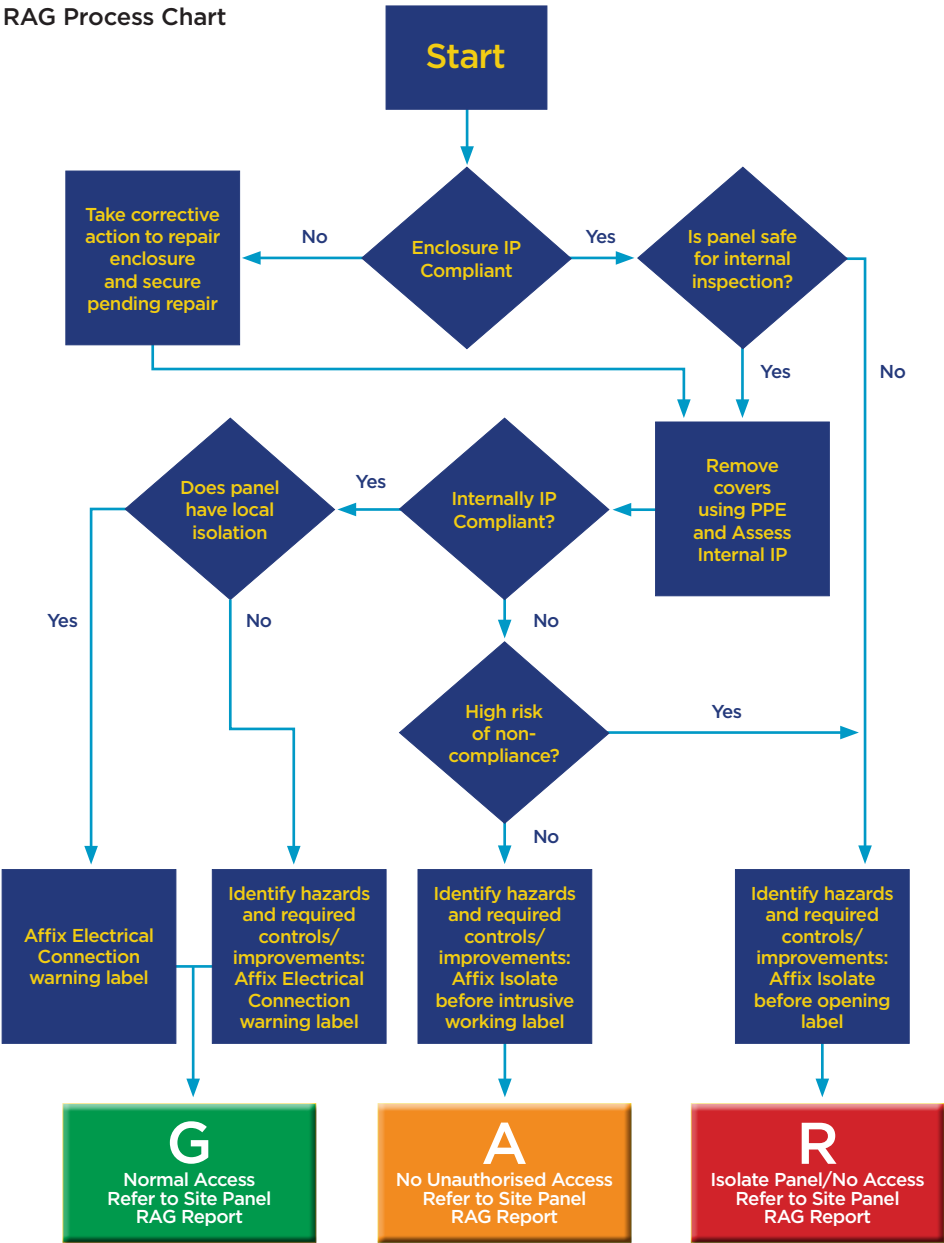 RAG Process Chart
Start
Take corrective
action to repair
enclosure
and secure
pending repair
No
Enclosure IP
Compliant
Yes
Is panel safe
for internal
inspection?
Yes
No
Does panel
have local
isolation
Yes
Internally IP
Compliant?
Remove
covers
using PPE
and Assess
Internal IP
Yes
No
No
High risk
of non-
compliance?
Yes
No
Affix Electrical
Connection
warning label
Identify hazards
and required
controls/
improvements:
Affix Electrical
Connection
warning label
Identify hazards
and required
controls/
improvements:
Affix Isolate
before intrusive
working label
Identify hazards
and required
controls/
improvements:
Affix Isolate
before opening
label
G
Normal Access
Refer to Site Panel
RAG Report
A
No Unauthorised Access
Refer to Site Panel
RAG Report
R
Isolate Panel/No Access
Refer to Site Panel
RAG Report